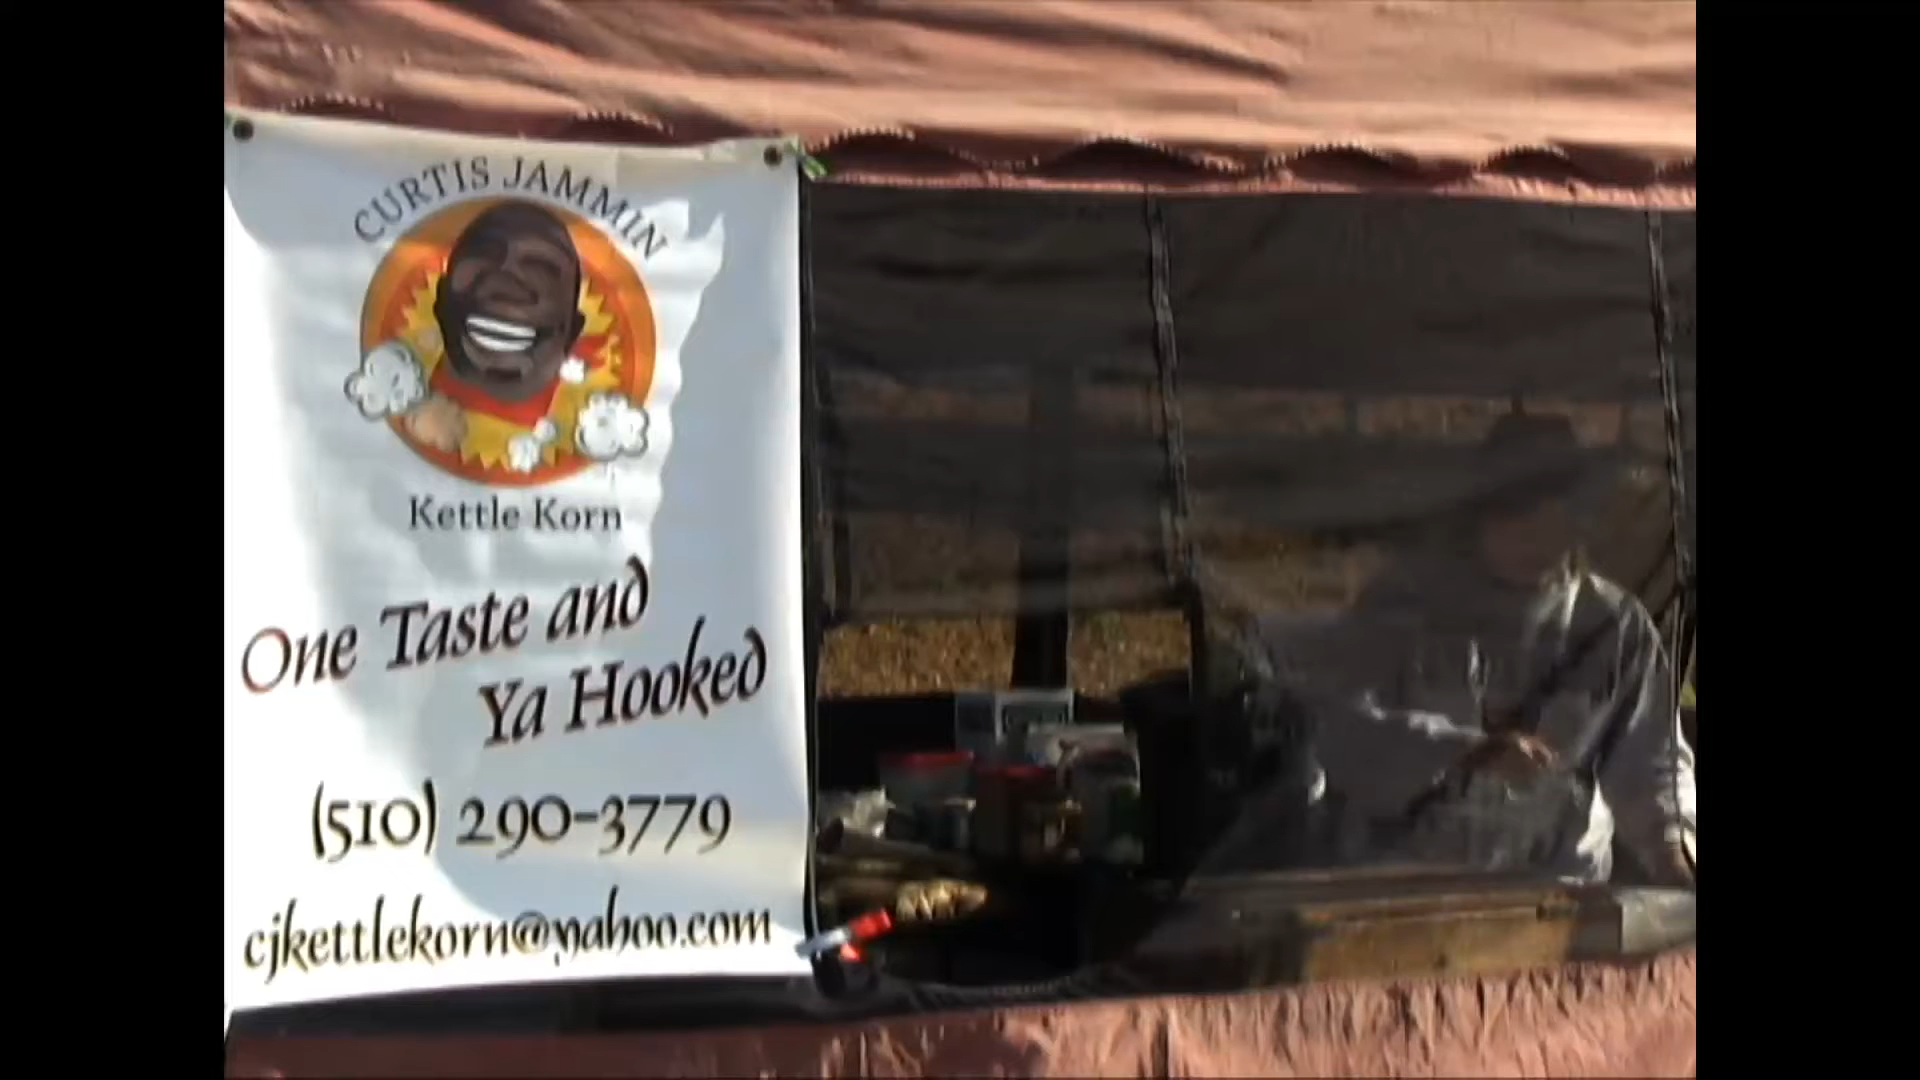 CURTIS JAMMIN
Kettle Korn
One Taste and
Ya Hooked
(510) 290-3779
cjkettlekorn@yahoo.com